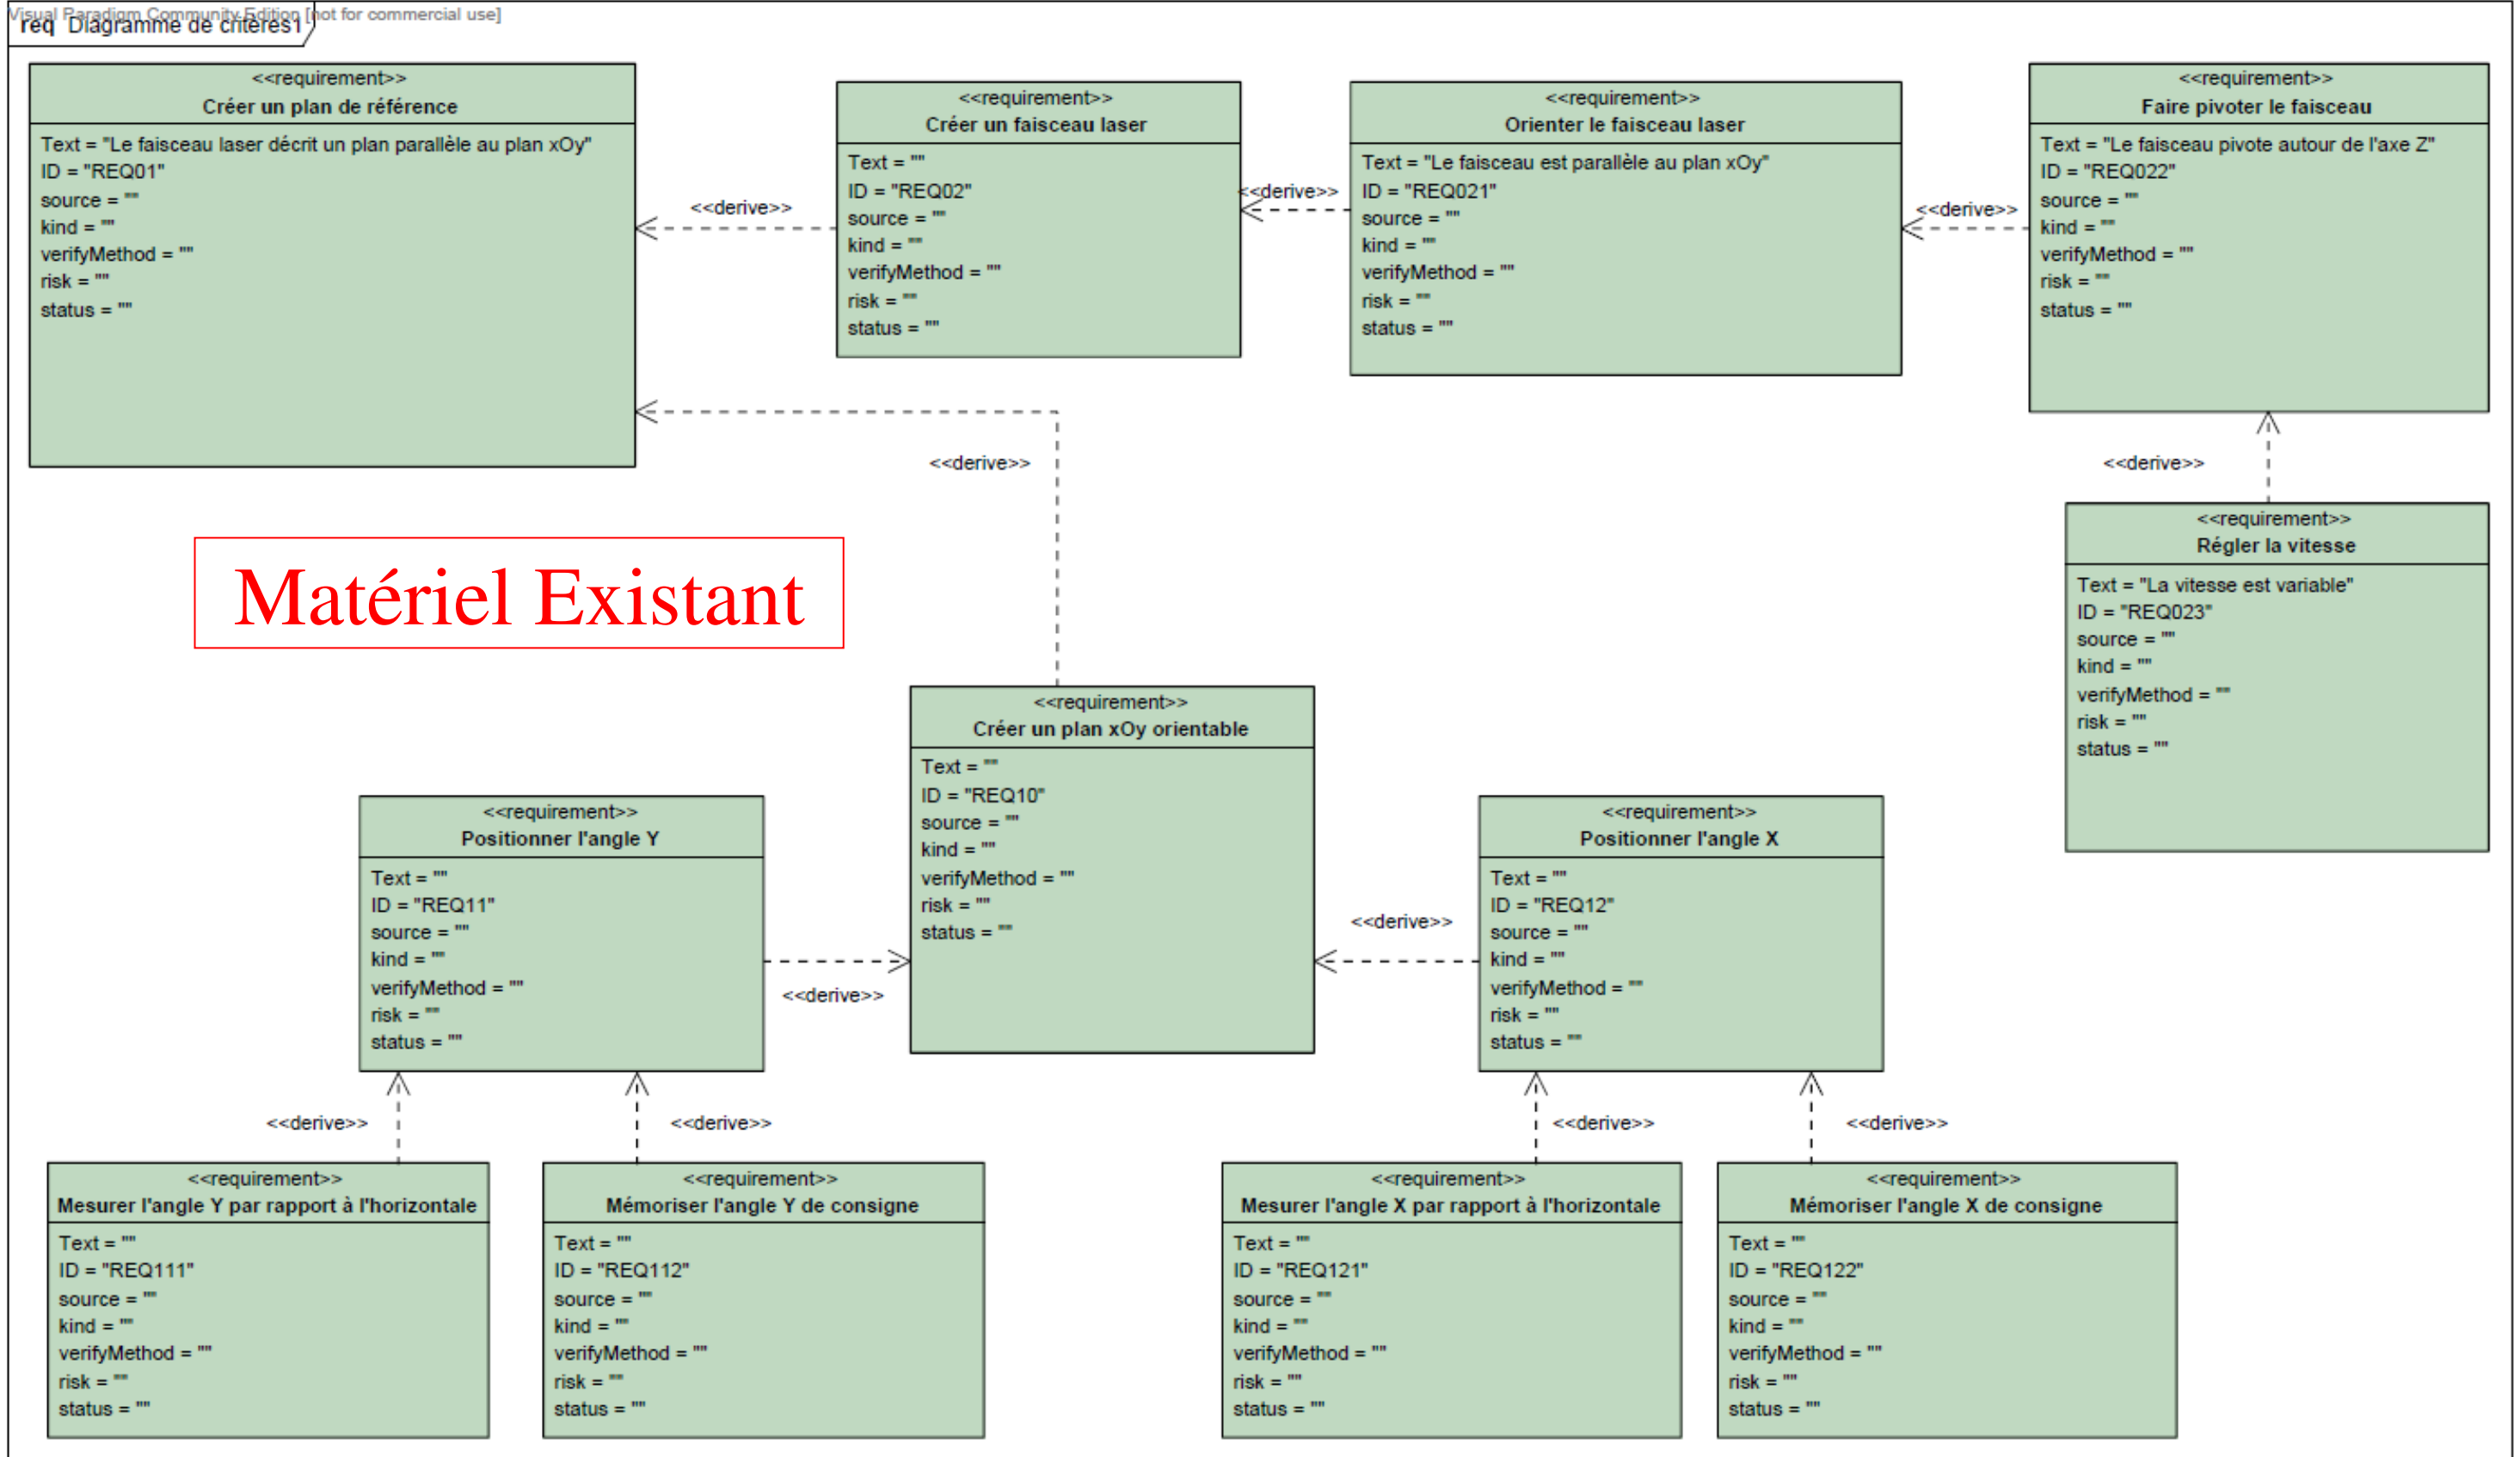 Visual Paradigm Community Edition [not for commercial use]
req Diagramme de critères1
<<requirement>>
Créer un plan de référence
Text = "Le faisceau laser décrit un plan parallèle au plan xOy"
ID = "REQ01"
source = ""
kind = ""
verifyMethod = ""
risk = ""
status = ""
<<derive>>
<<requirement>>
Créer un faisceau laser
Text = ""
ID = "REQ02"
source = ""
kind = ""
verifyMethod = ""
risk = ""
status = ""
<<derive>>
<<requirement>>
Orienter le faisceau laser
Text = "Le faisceau est parallèle au plan xOy"
ID = "REQ021"
source = ""
kind = ""
verifyMethod = ""
risk = ""
status = ""
<<derive>>
<<requirement>>
Faire pivoter le faisceau
Text = "Le faisceau pivote autour de l'axe Z"
ID = "REQ022"
source = ""
kind = ""
verifyMethod = ""
risk = ""
status = ""
<<derive>>
<<derive>>
<<requirement>>
Régler la vitesse
Text = "La vitesse est variable"
ID = "REQ023"
source = ""
kind = ""
verifyMethod = ""
risk = ""
status = ""
Matériel Existant
<<requirement>>
Créer un plan xOy orientable
Text = ""
ID = "REQ10"
source = ""
kind = ""
verifyMethod = ""
risk = ""
status = ""
<<requirement>>
Positionner l'angle Y
Text = ""
ID = "REQ11"
source = ""
kind = ""
verifyMethod = ""
risk = ""
status = ""
<<derive>>
<<derive>>
<<requirement>>
Positionner l'angle X
Text = ""
ID = "REQ12"
source = ""
kind = ""
verifyMethod = ""
risk = ""
status = ""
<<derive>>
<<derive>>
<<derive>>
<<derive>>
<<requirement>>
Mesurer l'angle Y par rapport à l'horizontale
Text = ""
ID = "REQ111"
source = ""
kind = ""
verifyMethod = ""
risk = ""
status = ""
<<requirement>>
Mémoriser l'angle Y de consigne
Text = ""
ID = "REQ112"
source = ""
kind = ""
verifyMethod = ""
risk = ""
status = ""
<<requirement>>
Mesurer l'angle X par rapport à l'horizontale
Text = ""
ID = "REQ121"
source = ""
kind = ""
verifyMethod = ""
risk = ""
status = ""
<<requirement>>
Mémoriser l'angle X de consigne
Text = ""
ID = "REQ122"
source = ""
kind = ""
verifyMethod = ""
risk = ""
status = ""